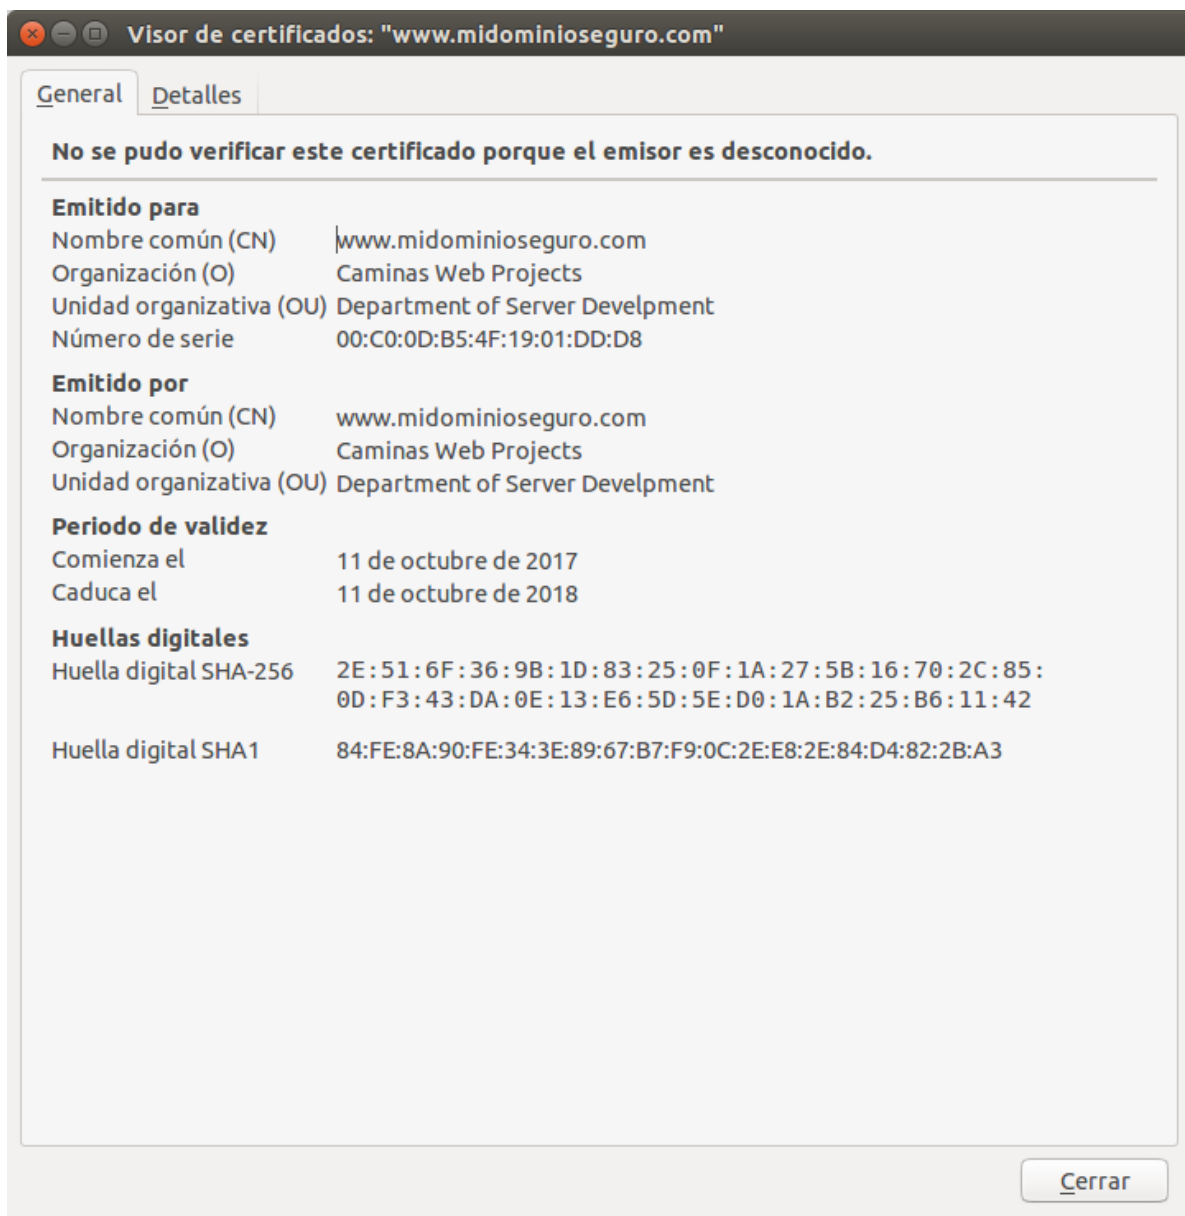 Visor de certificados: "www.midominioseguro.com"
General Detalles
No se pudo verificar este certificado porque el emisor es desconocido.
Emitido para
Nombre común (CN) www.midominioseguro.com
Organización (O) Caminas Web Projects
Unidad organizativa (OU) Department of Server Develpment
Número de serie 00:C0:0D:B5:4F:19:01:DD:D8
Emitido por
Nombre común (CN) www.midominioseguro.com
Organización (O) Caminas Web Projects
Unidad organizativa (OU) Department of Server Develpment
Periodo de validez
Comienza el 11 de octubre de 2017
Caduca el 11 de octubre de 2018
Huellas digitales
Huella digital SHA-256 2E:51:6F:36:9B:1D:83:25:0F:1A:27:5B:16:70:2C:85:
0D:F3:43:DA:0E:13:E6:5D:5E:D0:1A:B2:25:B6:11:42
Huella digital SHA1 84:FE:8A:90:FE:34:3E:89:67:B7:F9:0C:2E:E8:2E:84:D4:82:2B:A3
Cerrar